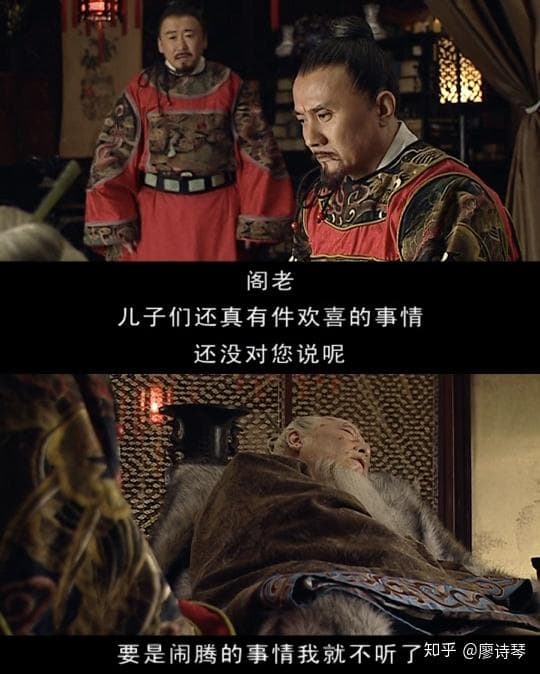 阁老
儿子们还真有件欢喜的事情
还没对您说呢
要是闹腾的事情我就不听了
知乎 @廖诗琴